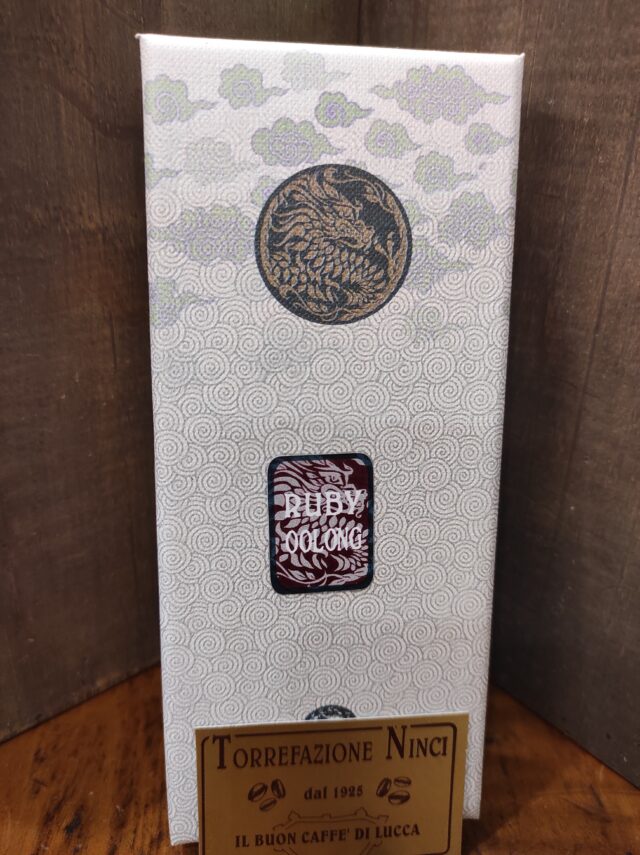 RUBY
OOLONG
TORREFAZIONE NINCI
dal 1925
IL BUON CAFFE' DI LUCCA